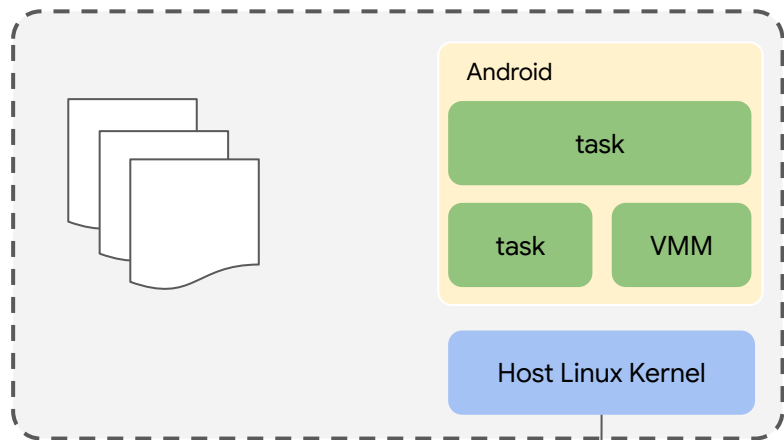 Android
task
task
VMM
Host Linux Kernel